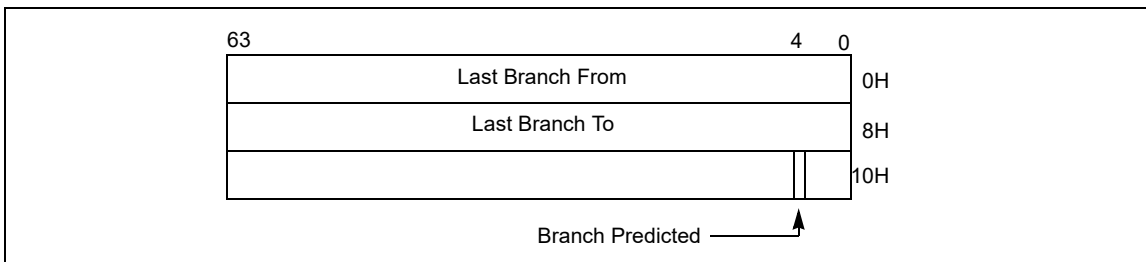 63 4 0
Last Branch From 0H
Last Branch To 8H
10H
Branch Predicted